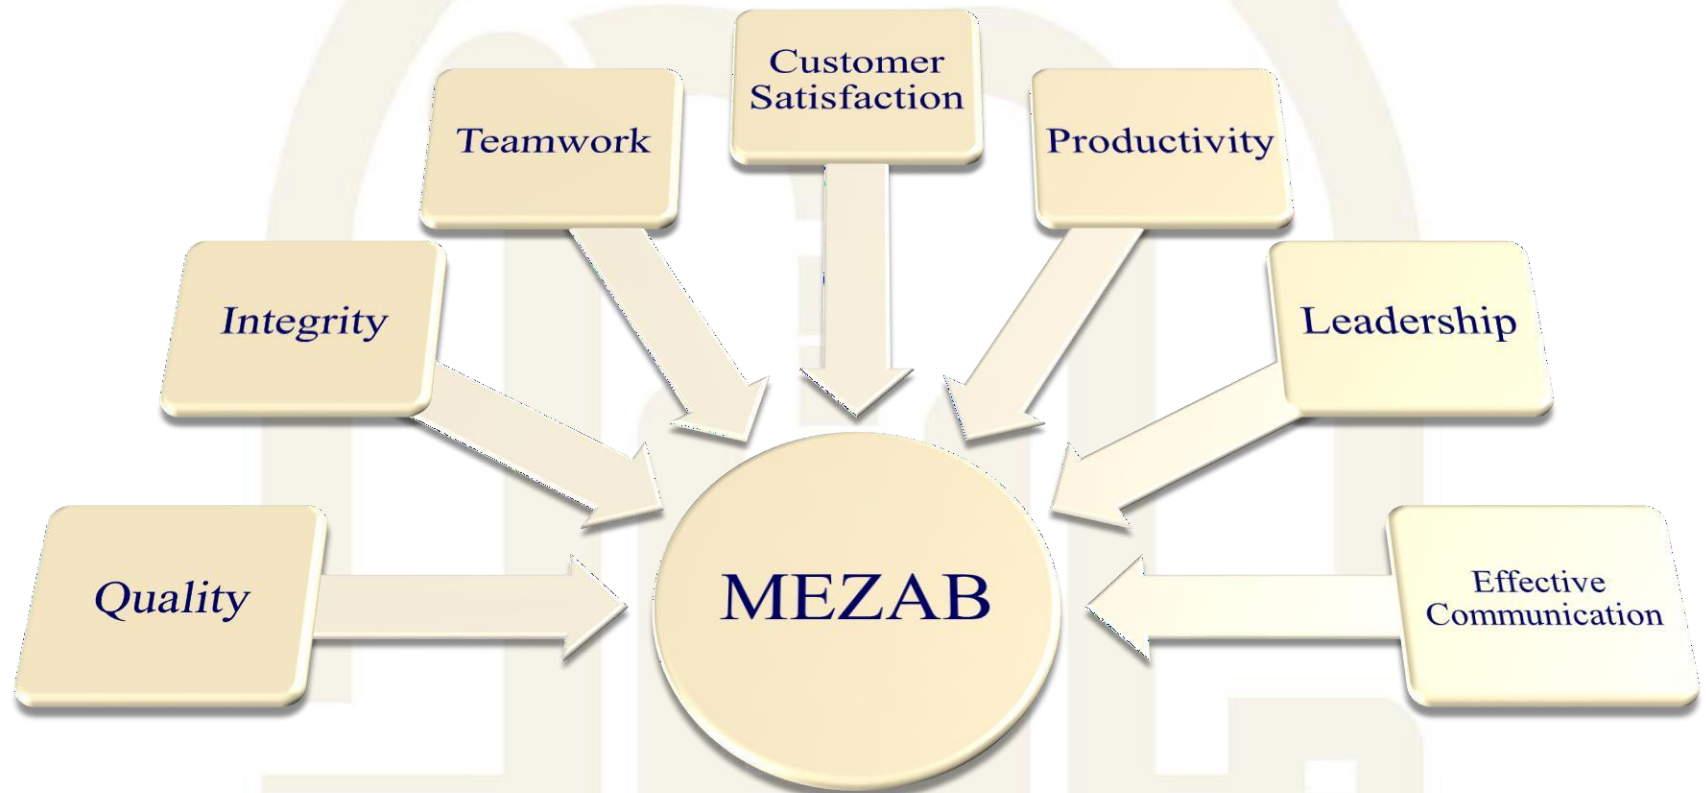 Customer
Satisfaction
Teamwork
Productivity
Integrity
Leadership
Quality
MEZAB
Effective
Communication